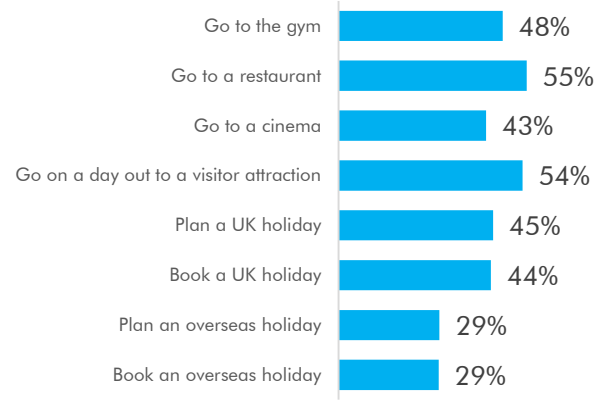 Go to the gym 48%
Go to a restaurant 55%
Go to a cinema 43%
Go on a day out to a visitor attraction 54%
Plan a UK holiday 45%
Book a UK holiday 44%
Plan an overseas holiday 29%
Book an overseas holiday 29%